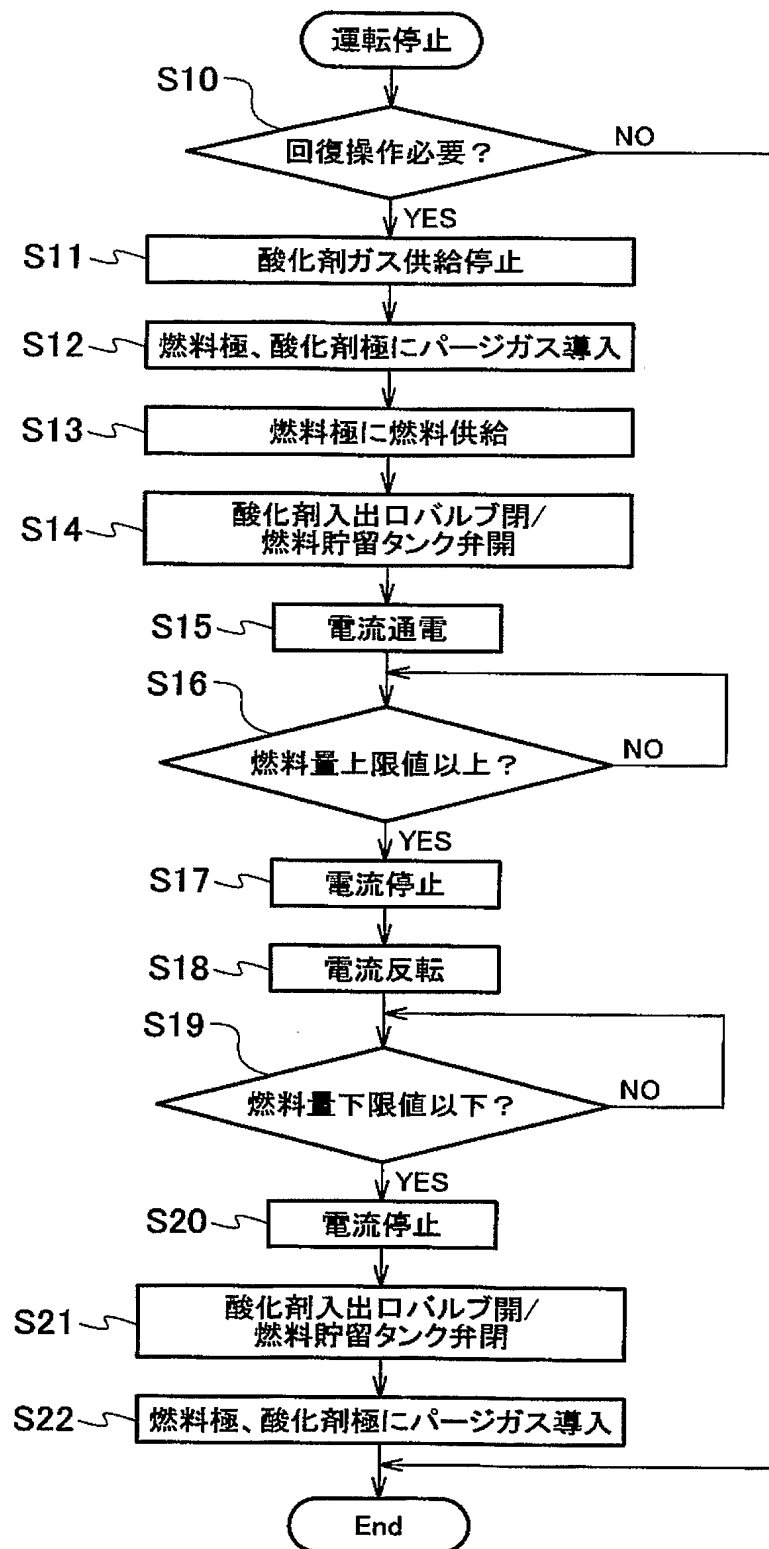 運転停止
S10
回復操作必要？
NO
YES
S11
酸化剤ガス供給停止
S12
燃料極、酸化剤極にパージガス導入
S13
燃料極に燃料供給
S14
酸化剤入出口バルブ閉/
燃料貯留タンク弁開
S15
電流通電
S16
燃料量上限値以上？
NO
YES
S17
電流停止
S18
電流反転
S19
燃料量下限値以下？
NO
YES
S20
電流停止
S21
酸化剤入出口バルブ開/
燃料貯留タンク弁閉
S22
燃料極、酸化剤極にパージガス導入
End